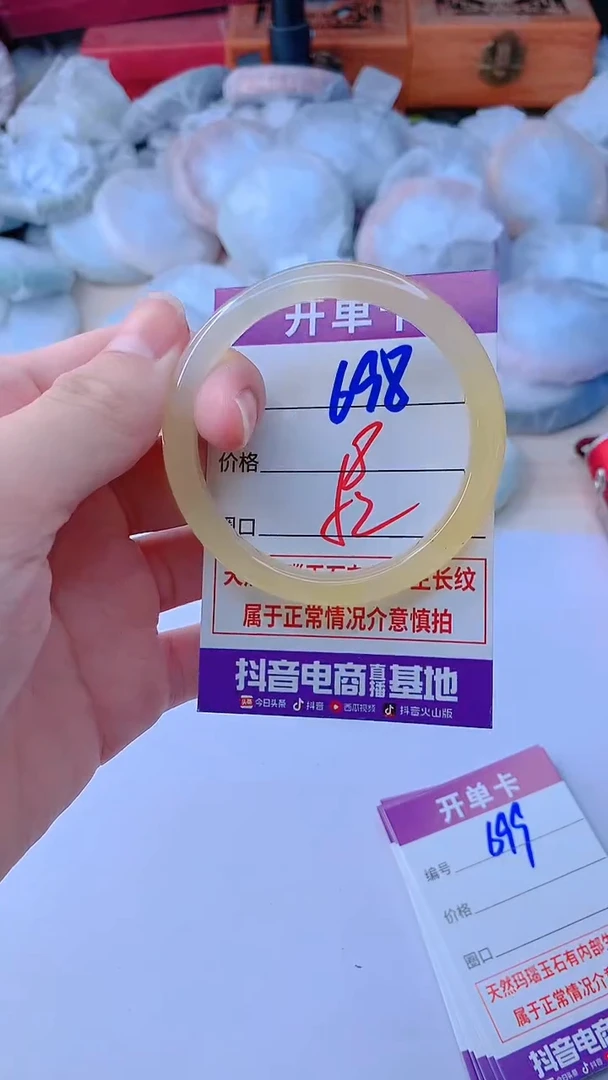 开单卡
698
价格
圈口
属于正常情况介意慎拍
抖音电商直播基地
今日头条 抖音 西瓜视频 抖音火山版
开单卡
编号 699
价格
圈口
天然玛瑙玉石有内部生
属于正常情况介
抖音电商